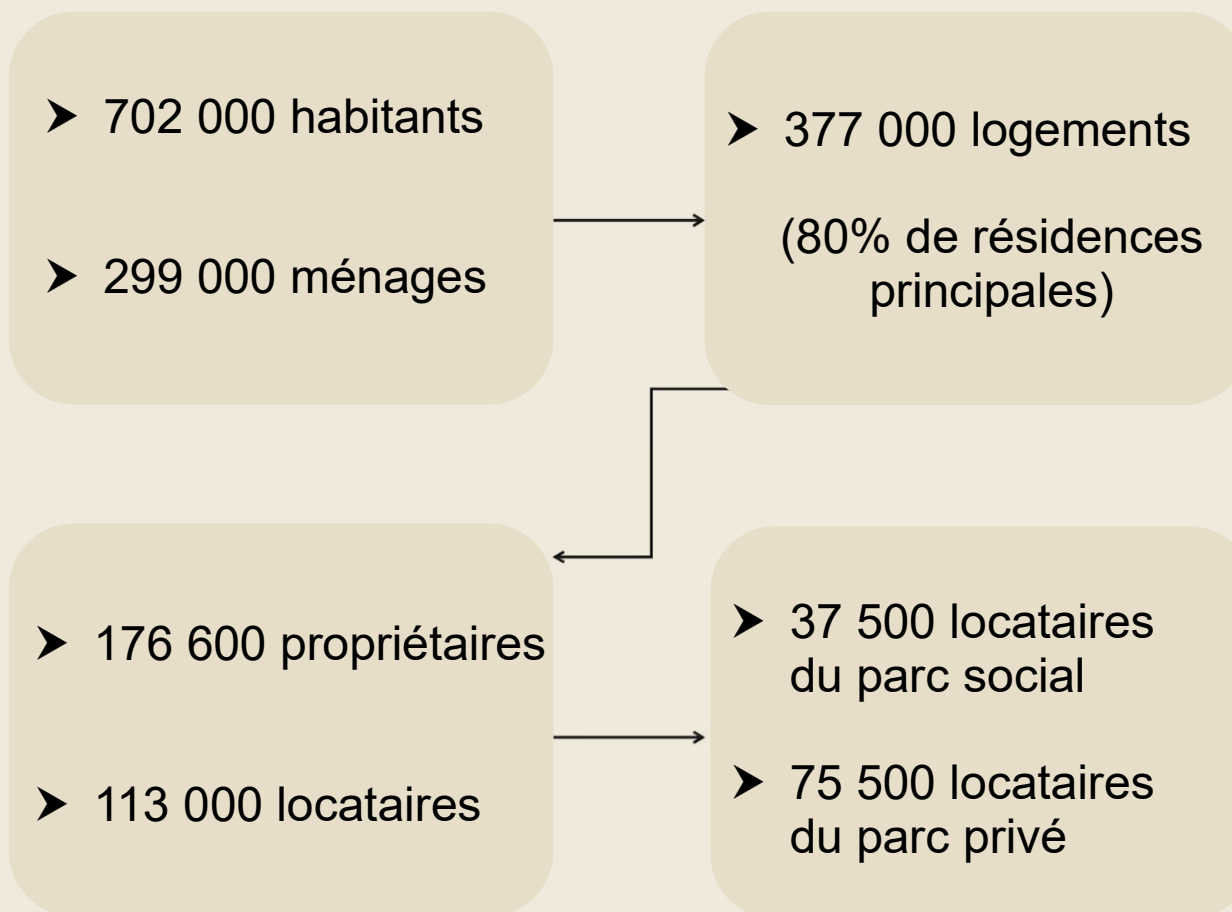 ➤ 702 000 habitants
➤ 299 000 ménages
➤ 377 000 logements
(80% de résidences
principales)
➤ 176 600 propriétaires
➤ 113 000 locataires
➤ 37 500 locataires
du parc social
➤ 75 500 locataires
du parc privé